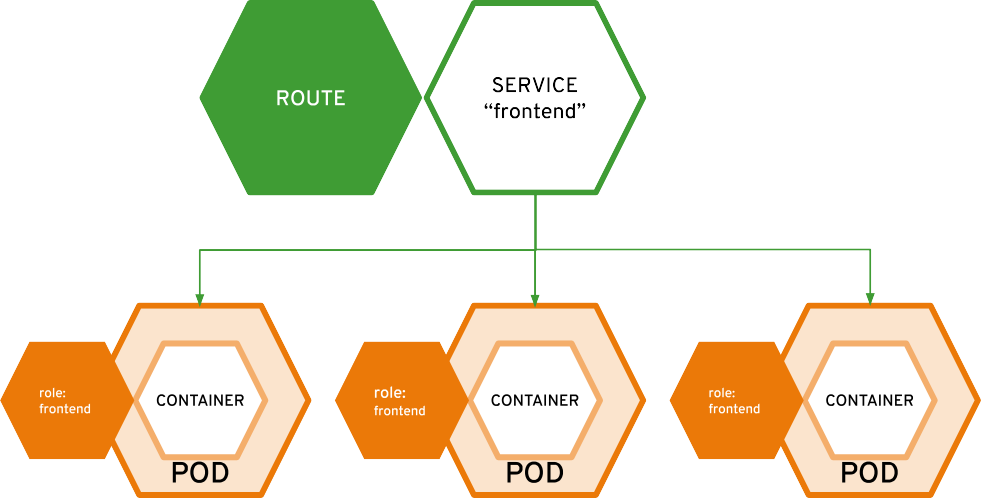 ROUTE
SERVICE
“frontend”
role:
frontend
CONTAINER
POD
role:
frontend
CONTAINER
POD
role:
frontend
CONTAINER
POD